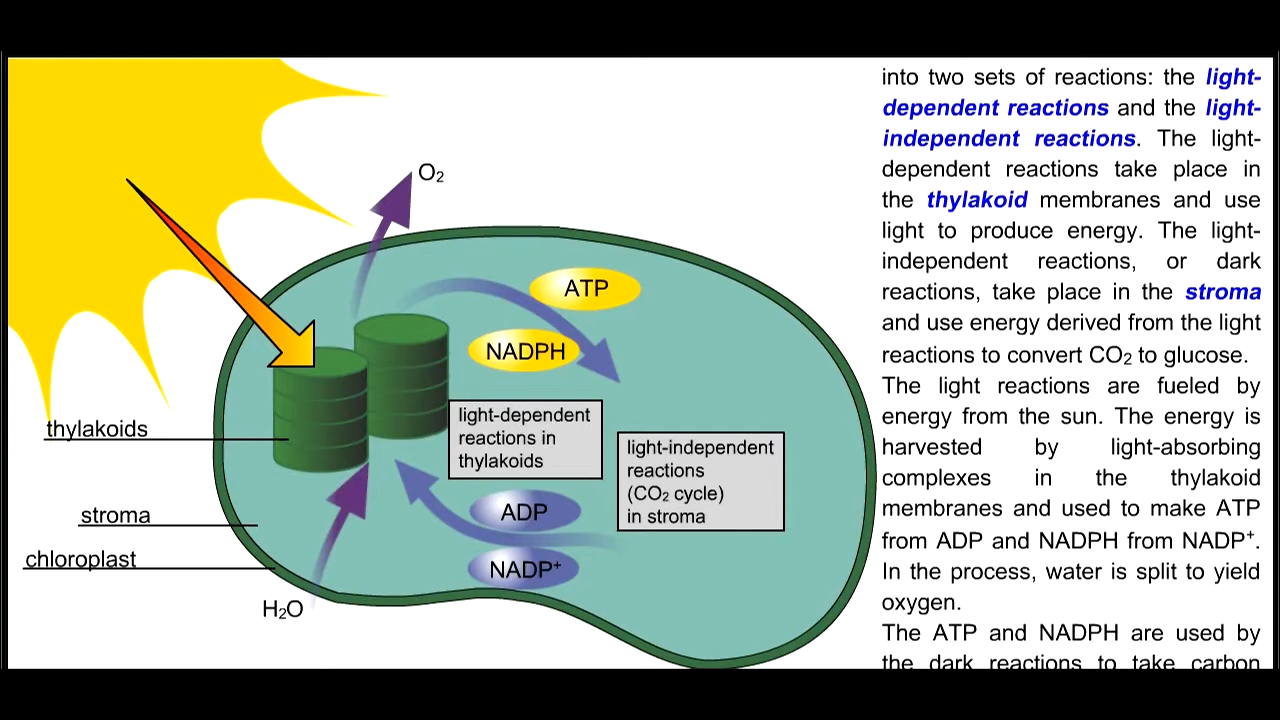 O₂
ATP
NADPH
thylakoids
light-dependent
reactions in
thylakoids
light-independent
reactions
(CO₂ cycle)
in stroma
stroma
ADP
chloroplast
NADP⁺
H₂O
into two sets of reactions: the light-
dependent reactions and the light-
independent reactions. The light-
dependent reactions take place in
the thylakoid membranes and use
light to produce energy. The light-
independent reactions, or dark
reactions, take place in the stroma
and use energy derived from the light
reactions to convert CO₂ to glucose.
The light reactions are fueled by
energy from the sun. The energy is
harvested by light-absorbing
complexes in the thylakoid
membranes and used to make ATP
from ADP and NADPH from NADP⁺.
In the process, water is split to yield
oxygen.
The ATP and NADPH are used by
the dark reactions to take carbon